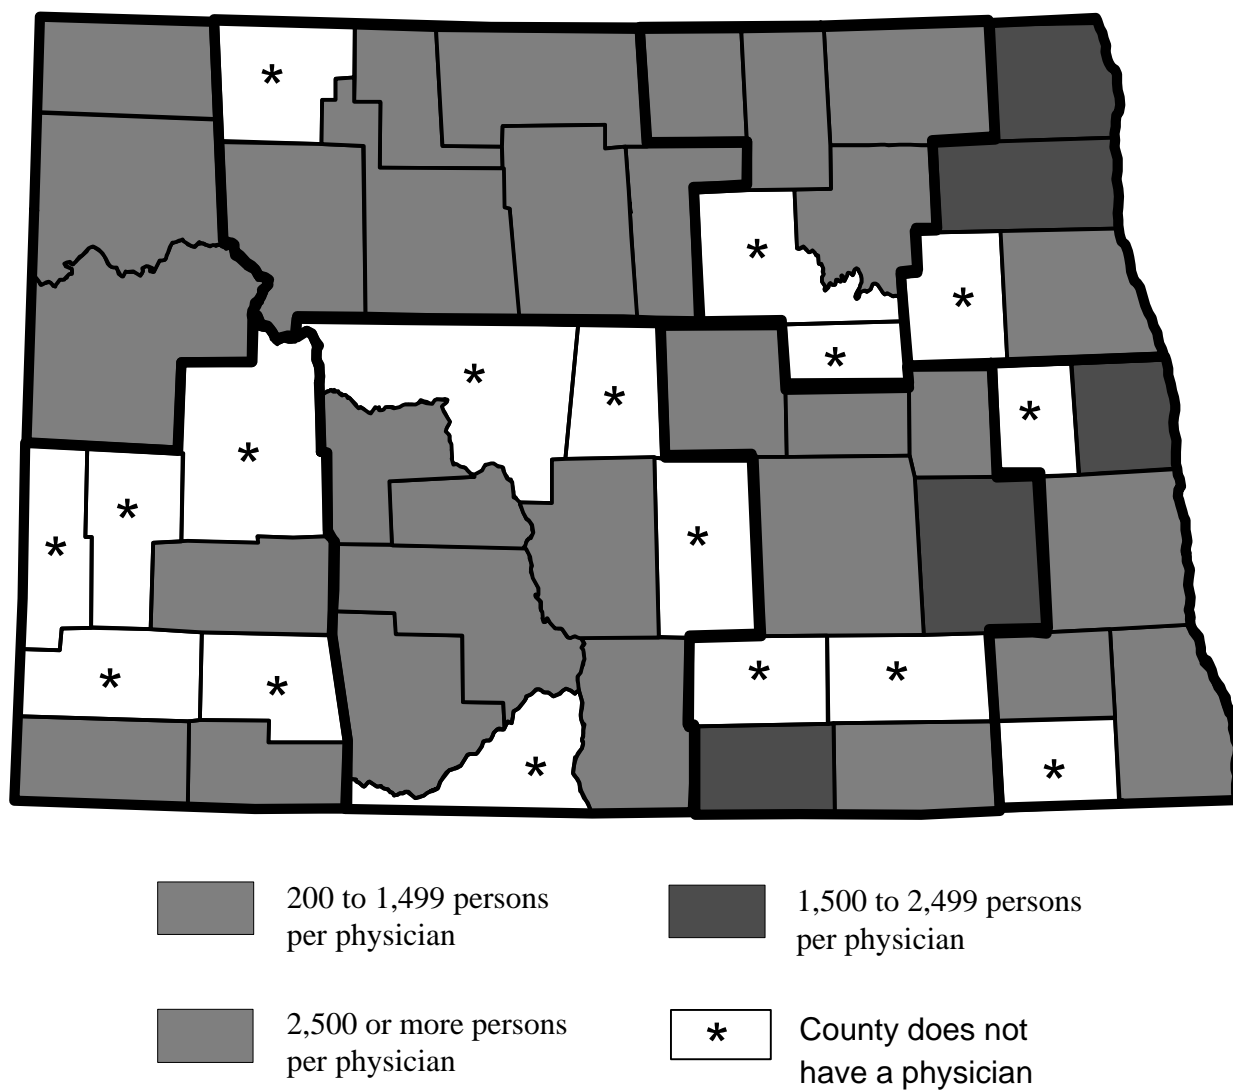 200 to 1,499 persons
per physician
1,500 to 2,499 persons
per physician
2,500 or more persons
per physician
County does not
have a physician